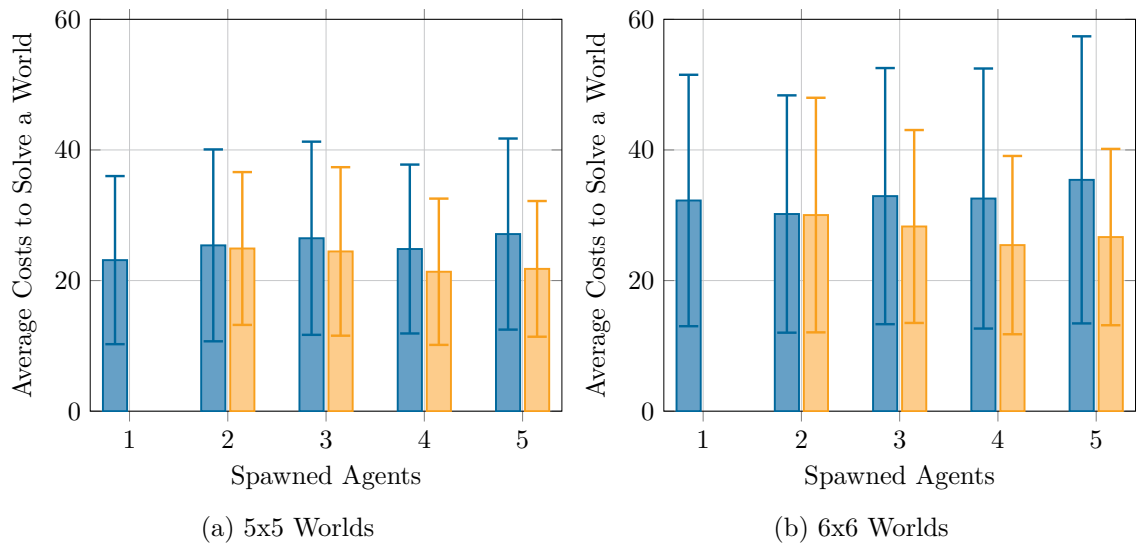 Average Costs to Solve a World
60
40
20
0
1 2 3 4 5
Spawned Agents
(a) 5x5 Worlds
Average Costs to Solve a World
60
40
20
0
1 2 3 4 5
Spawned Agents
(b) 6x6 Worlds